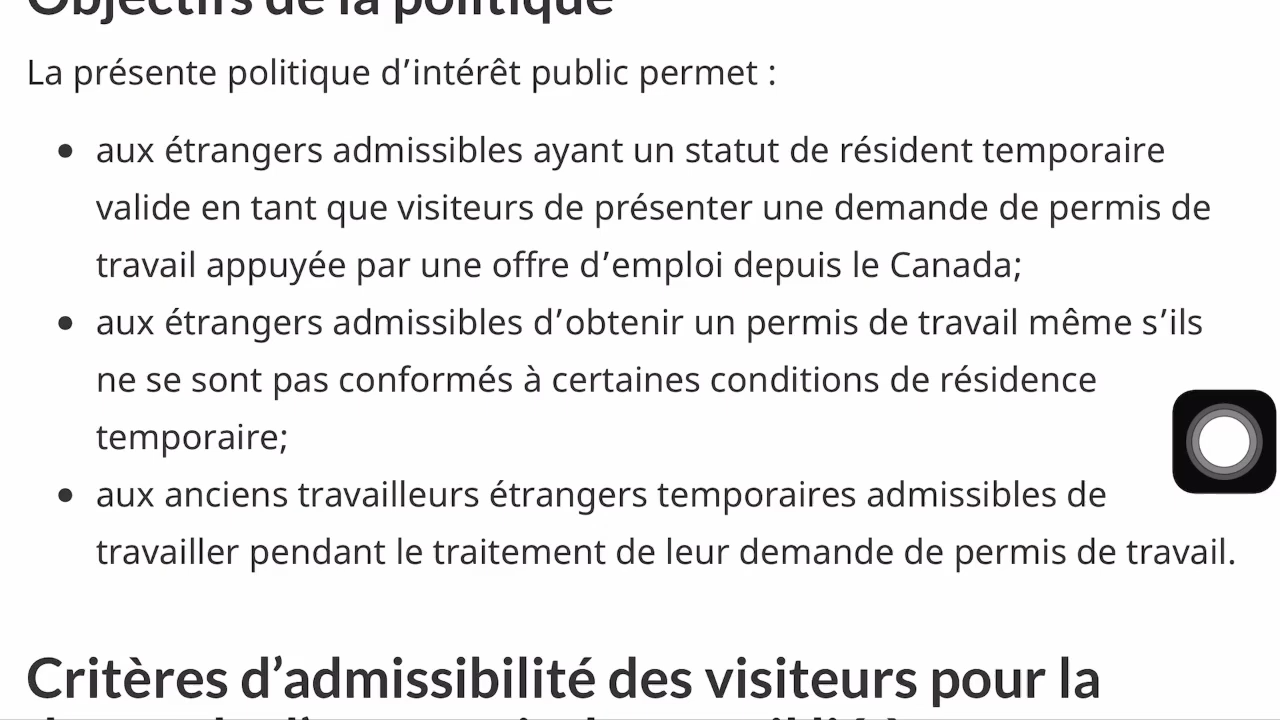 Objectifs de la politique
La présente politique d’intérêt public permet :
• aux étrangers admissibles ayant un statut de résident temporaire
valide en tant que visiteurs de présenter une demande de permis de
travail appuyée par une offre d’emploi depuis le Canada;
• aux étrangers admissibles d’obtenir un permis de travail même s’ils
ne se sont pas conformés à certaines conditions de résidence
temporaire;
• aux anciens travailleurs étrangers temporaires admissibles de
travailler pendant le traitement de leur demande de permis de travail.
Critères d’admissibilité des visiteurs pour la